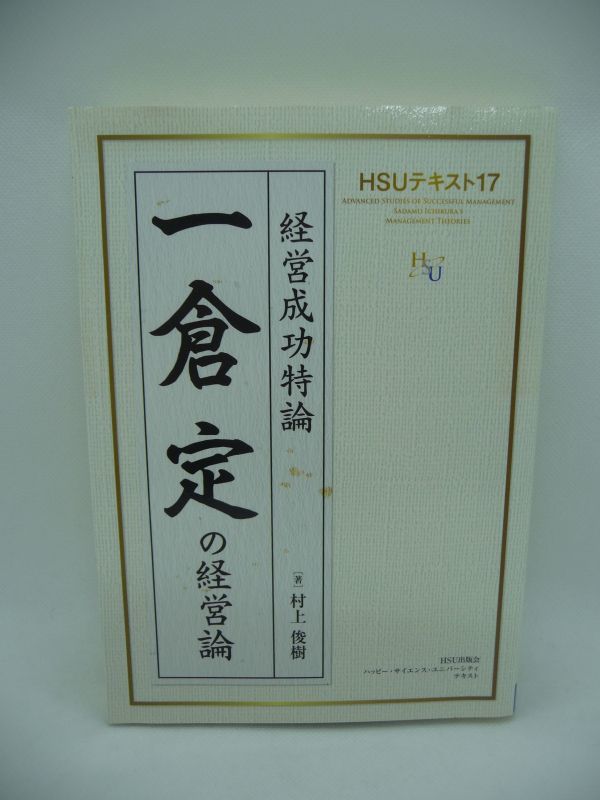 HSUテキスト17
ADVANCED STUDIES OF SUCCESSFUL MANAGEMENT
SADAMU ICHIKURA'S
MANAGEMENT THEORIES
HSU
経営成功特論
一倉定の経営論
［著］村上俊樹
HSU出版会
ハッピー・サイエンス・ユニバーシティ
テキスト